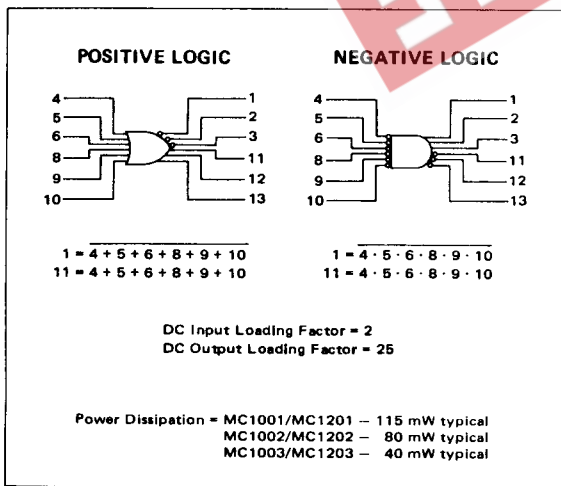 POSITIVE LOGIC
4 1
5 2
6 3
8 11
9 12
10 13
1 = 4 + 5 + 6 + 8 + 9 + 10
11 = 4 + 5 + 6 + 8 + 9 + 10
NEGATIVE LOGIC
4 1
5 2
6 3
8 11
9 12
10 13
1 = 4 · 5 · 6 · 8 · 9 · 10
11 = 4 · 5 · 6 · 8 · 9 · 10
DC Input Loading Factor = 2
DC Output Loading Factor = 25
Power Dissipation = MC1001/MC1201 – 115 mW typical
MC1002/MC1202 – 80 mW typical
MC1003/MC1203 – 40 mW typical